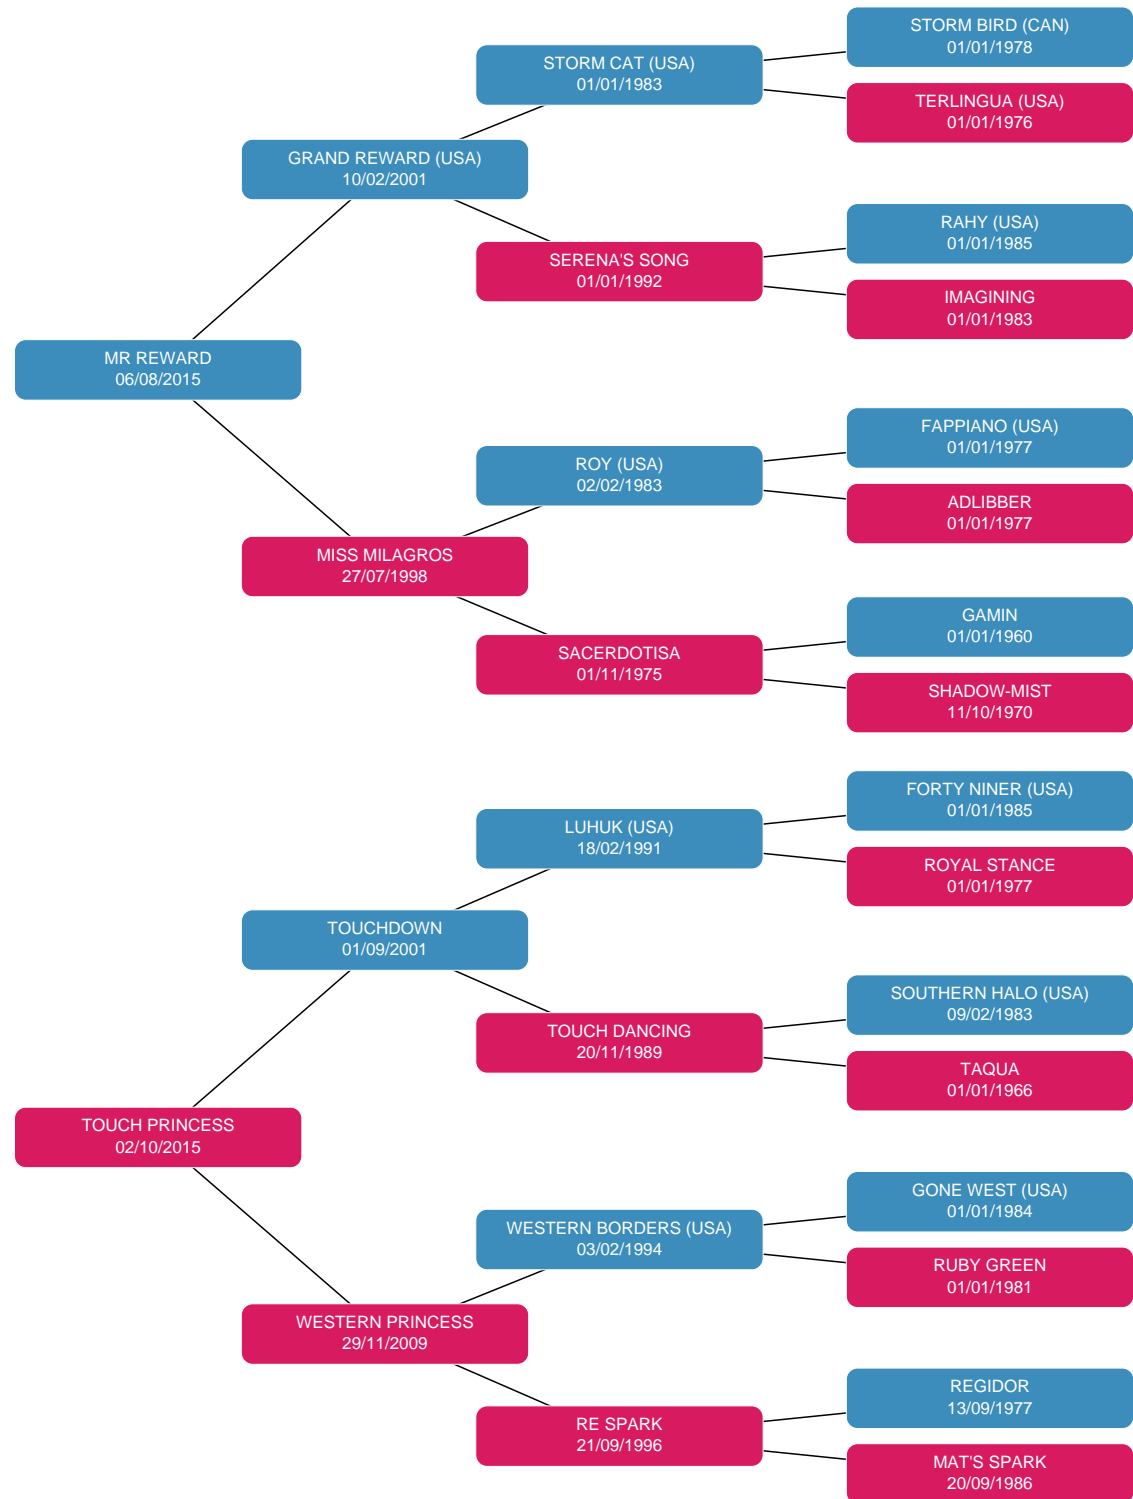 STORM BIRD (CAN)
01/01/1978
STORM CAT (USA)
01/01/1983
TERLINGUA (USA)
01/01/1976
GRAND REWARD (USA)
10/02/2001
RAHY (USA)
01/01/1985
SERENA'S SONG
01/01/1992
IMAGINING
01/01/1983
MR REWARD
06/08/2015
FAPPIANO (USA)
01/01/1977
ROY (USA)
02/02/1983
ADLIBBER
01/01/1977
MISS MILAGROS
27/07/1998
GAMIN
01/01/1960
SACERDOTISA
01/11/1975
SHADOW-MIST
11/10/1970
FORTY NINER (USA)
01/01/1985
LUHUK (USA)
18/02/1991
ROYAL STANCE
01/01/1977
TOUCHDOWN
01/09/2001
SOUTHERN HALO (USA)
09/02/1983
TOUCH DANCING
20/11/1989
TAQUA
01/01/1966
TOUCH PRINCESS
02/10/2015
GONE WEST (USA)
01/01/1984
WESTERN BORDERS (USA)
03/02/1994
RUBY GREEN
01/01/1981
WESTERN PRINCESS
29/11/2009
REGIDOR
13/09/1977
RE SPARK
21/09/1996
MAT'S SPARK
20/09/1986